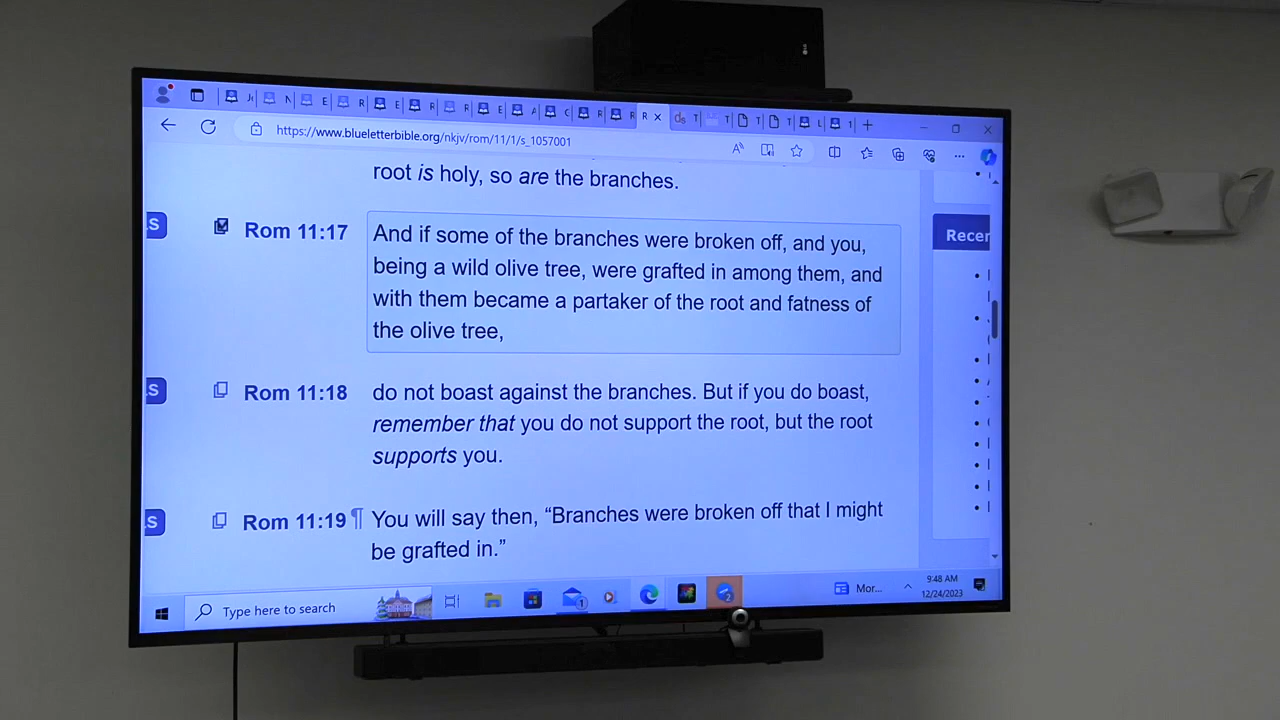 https://www.blueletterbible.org/nkjv/rom/11/1/s_1057001
root is holy, so are the branches.
Rom 11:17
And if some of the branches were broken off, and you,
being a wild olive tree, were grafted in among them, and
with them became a partaker of the root and fatness of
the olive tree,
Recer
Rom 11:18
do not boast against the branches. But if you do boast,
remember that you do not support the root, but the root
supports you.
Rom 11:19
¶ You will say then, “Branches were broken off that I might
be grafted in.”
Type here to search
Mor...
9:48 AM
12/24/2023